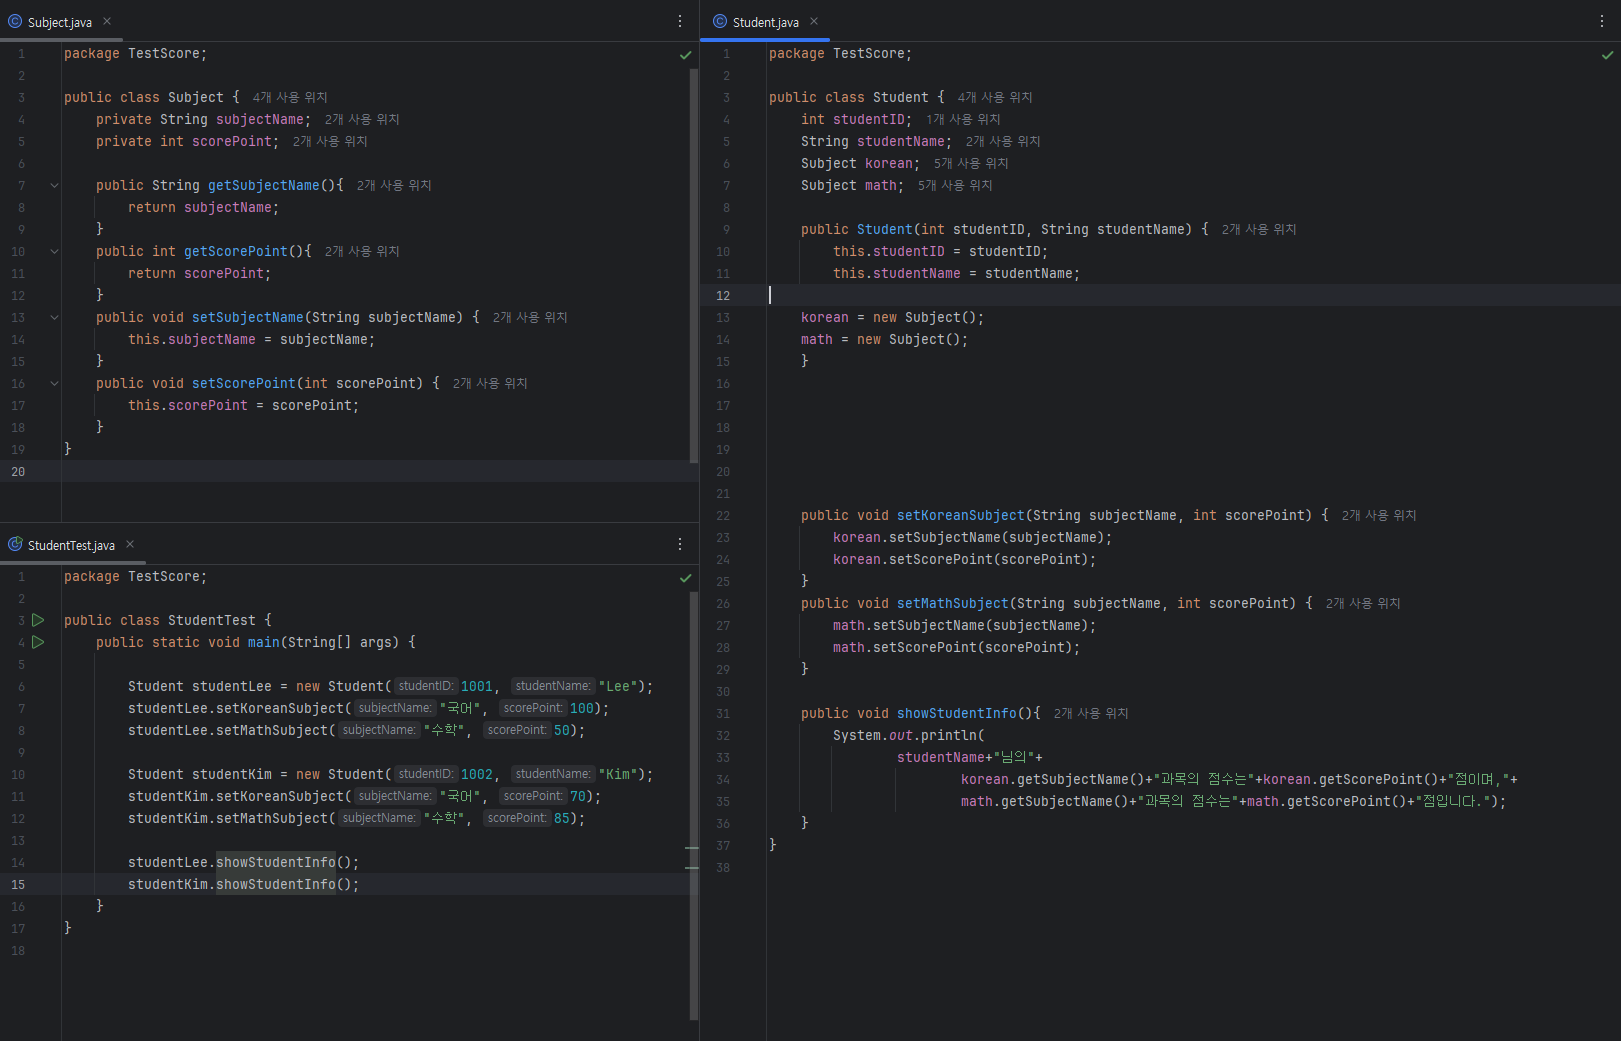 Subject.java
1 package TestScore;
2
3 public class Subject { 4개 사용 위치
4 private String subjectName; 2개 사용 위치
5 private int scorePoint; 2개 사용 위치
6
7 public String getSubjectName(){ 2개 사용 위치
8 return subjectName;
9 }
10 public int getScorePoint(){ 2개 사용 위치
11 return scorePoint;
12 }
13 public void setSubjectName(String subjectName) { 2개 사용 위치
14 this.subjectName = subjectName;
15 }
16 public void setScorePoint(int scorePoint) { 2개 사용 위치
17 this.scorePoint = scorePoint;
18 }
19 }
20
StudentTest.java
1 package TestScore;
2
3 public class StudentTest {
4 public static void main(String[] args) {
5
6 Student studentLee = new Student( studentID: 1001, studentName: "Lee");
7 studentLee.setKoreanSubject( subjectName: "국어", scorePoint: 100);
8 studentLee.setMathSubject( subjectName: "수학", scorePoint: 50);
9
10 Student studentKim = new Student( studentID: 1002, studentName: "Kim");
11 studentKim.setKoreanSubject( subjectName: "국어", scorePoint: 70);
12 studentKim.setMathSubject( subjectName: "수학", scorePoint: 85);
13
14 studentLee.showStudentInfo();
15 studentKim.showStudentInfo();
16 }
17 }
18
Student.java
1 package TestScore;
2
3 public class Student { 4개 사용 위치
4 int studentID; 1개 사용 위치
5 String studentName; 2개 사용 위치
6 Subject korean; 5개 사용 위치
7 Subject math; 5개 사용 위치
8
9 public Student(int studentID, String studentName) { 2개 사용 위치
10 this.studentID = studentID;
11 this.studentName = studentName;
12
13 korean = new Subject();
14 math = new Subject();
15 }
16
17
18
19
20
21
22 public void setKoreanSubject(String subjectName, int scorePoint) { 2개 사용 위치
23 korean.setSubjectName(subjectName);
24 korean.setScorePoint(scorePoint);
25 }
26 public void setMathSubject(String subjectName, int scorePoint) { 2개 사용 위치
27 math.setSubjectName(subjectName);
28 math.setScorePoint(scorePoint);
29 }
30
31 public void showStudentInfo(){ 2개 사용 위치
32 System.out.println(
33 studentName+"님의"+
34 korean.getSubjectName()+"과목의 점수는"+korean.getScorePoint()+"점이며,"+
35 math.getSubjectName()+"과목의 점수는"+math.getScorePoint()+"점입니다.");
36 }
37 }
38